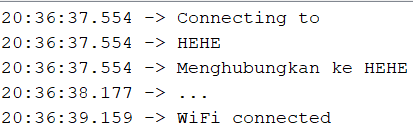 20:36:37.554 -> Connecting to
20:36:37.554 -> HEHE
20:36:37.554 -> Menghubungkan ke HEHE
20:36:38.177 -> ...
20:36:39.159 -> WiFi connected